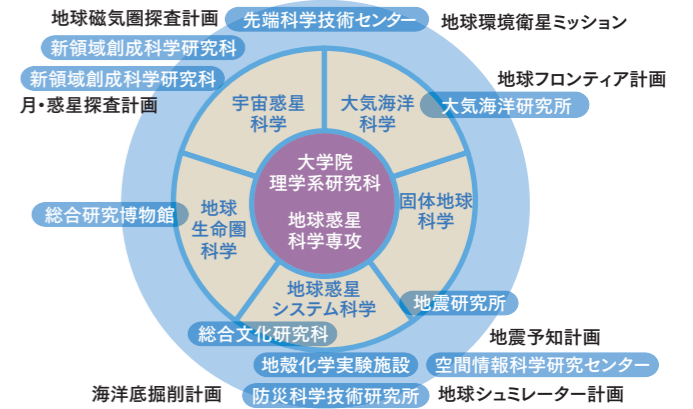 地球磁気圏探査計画
先端科学技術センター
地球環境衛星ミッション
新領域創成科学研究科
新領域創成科学研究科
月・惑星探査計画
地球フロンティア計画
大気海洋研究所
宇宙惑星
科学
大気海洋
科学
大学院
理学系研究科
地球惑星
科学専攻
総合研究博物館
地球
生命圏
科学
固体地球
科学
地球惑星
システム科学
地震研究所
総合文化研究科
地震予知計画
地殻化学実験施設
空間情報科学研究センター
海洋底掘削計画
防災科学技術研究所
地球シュミレーター計画